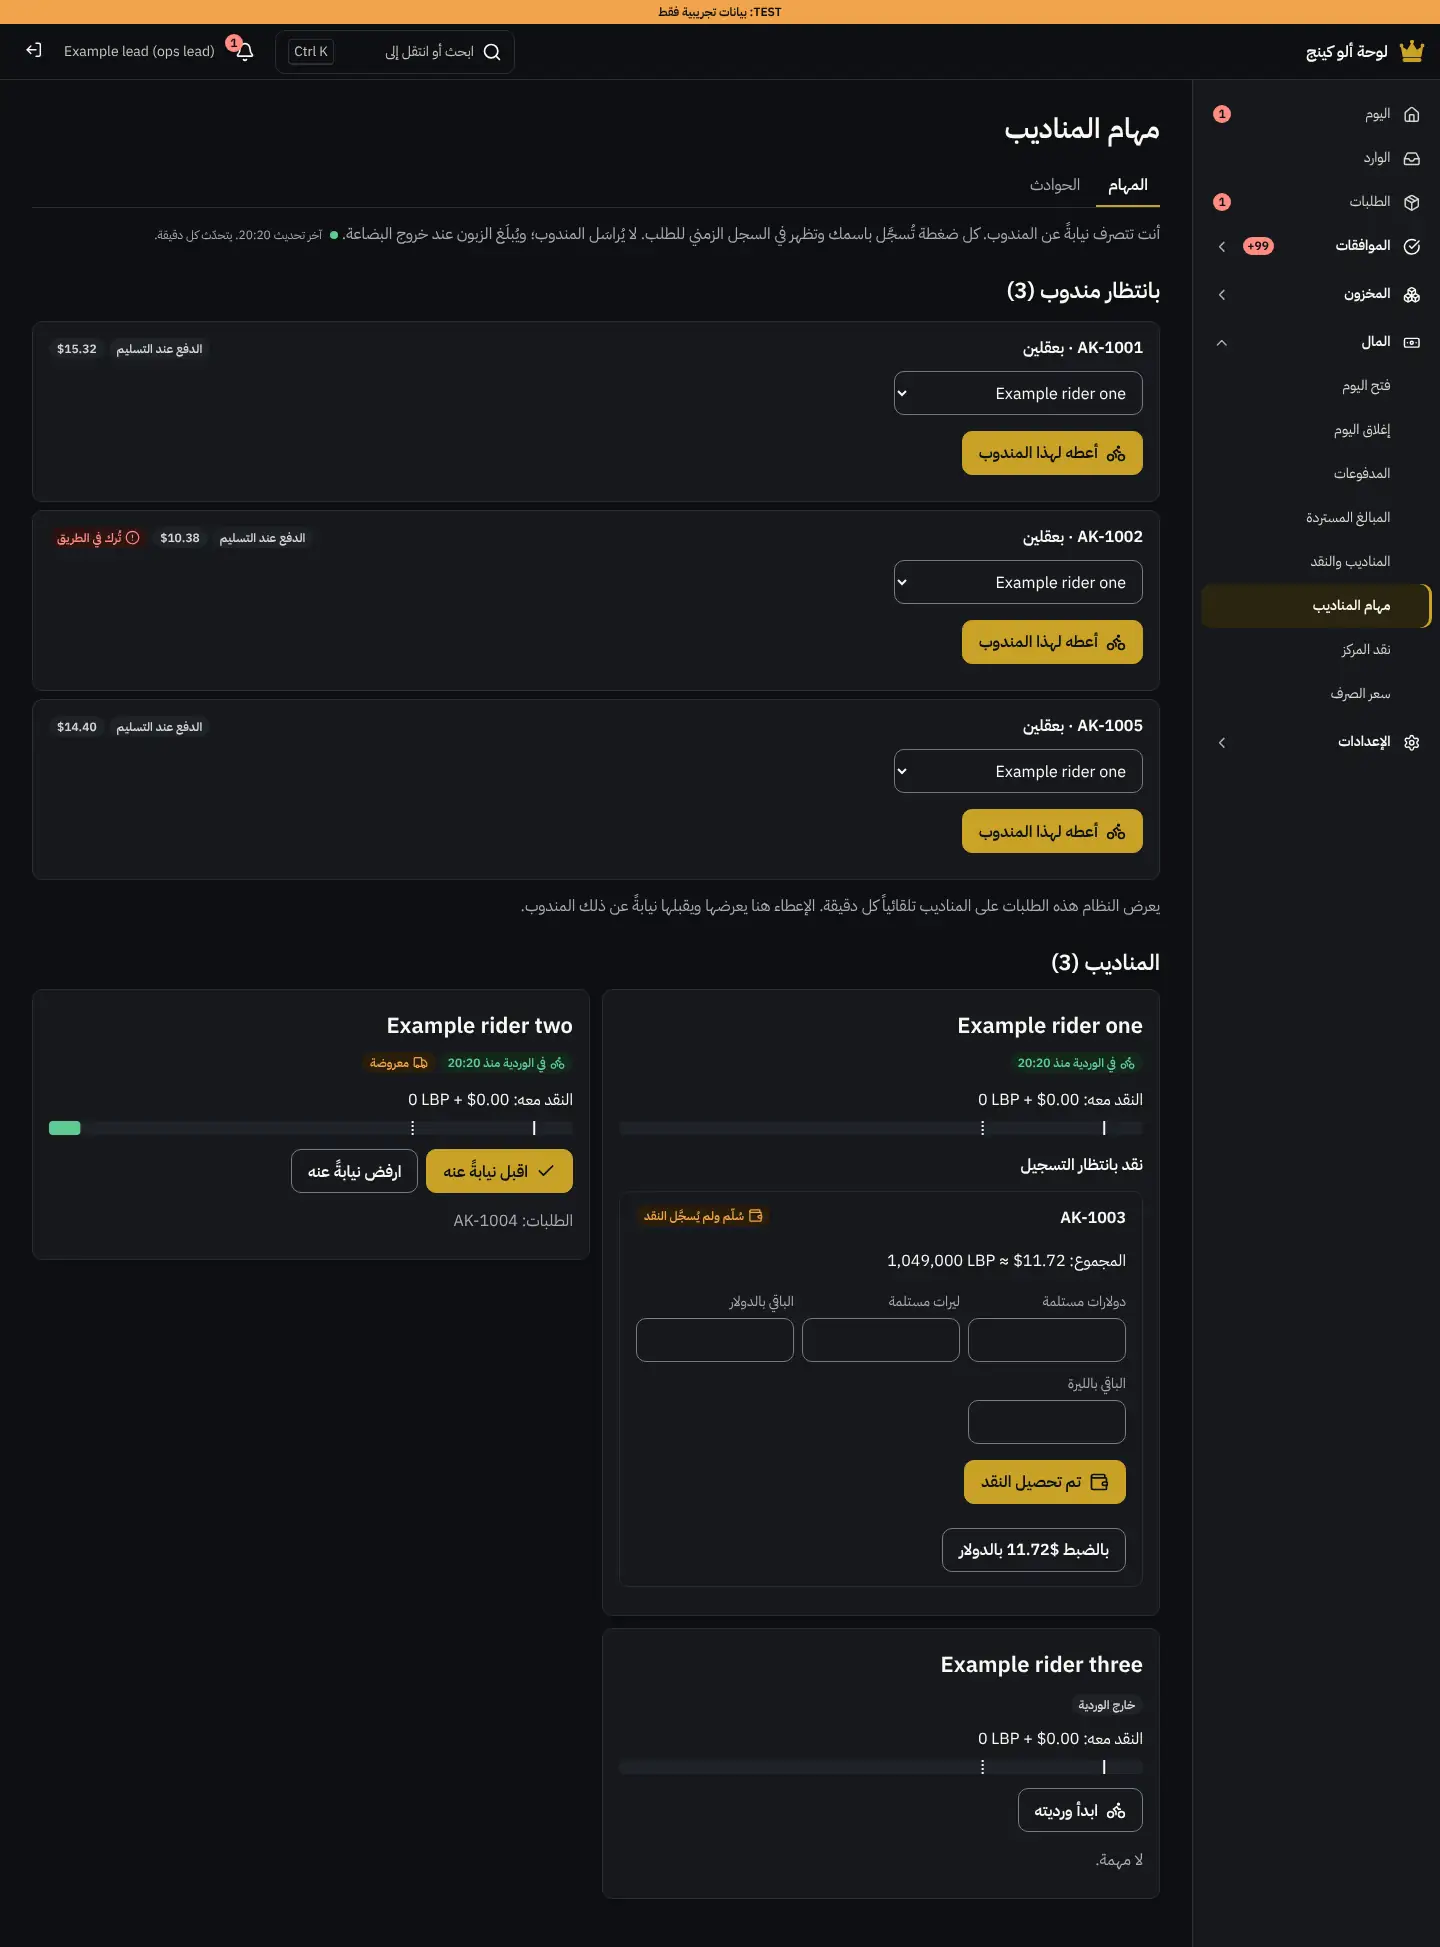 TEST: بيانات تجريبية فقط
لوحة ألو كينج
ابحث أو انتقل إلى
Ctrl K
1
Example lead (ops lead)
اليوم
1
الوارد
الطلبات
1
الموافقات
99+
المخزون
المال
فتح اليوم
إغلاق اليوم
المدفوعات
المبالغ المستردة
المناديب والنقد
مهام المناديب
نقد المركز
سعر الصرف
الإعدادات
مهام المناديب
المهام
الحوادث
أنت تتصرف نيابةً عن المندوب. كل ضغطة تُسجَّل باسمك وتظهر في السجل الزمني للطلب. لا يُراسَل المندوب؛ ويُبلَغ الزبون عند خروج البضاعة. آخر تحديث 20:20. يتحدّث كل دقيقة.
بانتظار مندوب (3)
AK-1001 · بعقلين
الدفع عند التسليم
$15.32
Example rider one
أعطه لهذا المندوب
AK-1002 · بعقلين
الدفع عند التسليم
$10.38
تُرك في الطريق
Example rider one
أعطه لهذا المندوب
AK-1005 · بعقلين
الدفع عند التسليم
$14.40
Example rider one
أعطه لهذا المندوب
يعرض النظام هذه الطلبات على المناديب تلقائياً كل دقيقة. الإعطاء هنا يعرضها ويقبلها نيابةً عن ذلك المندوب.
المناديب (3)
Example rider one
في الوردية منذ 20:20
النقد معه: 0 LBP + $0.00
نقد بانتظار التسجيل
AK-1003
سُلّم ولم يُسجَّل النقد
المجموع: 1,049,000 LBP ≈ $11.72
دولارات مستلمة
ليرات مستلمة
الباقي بالدولار
الباقي بالليرة
تم تحصيل النقد
بالضبط $11.72 بالدولار
Example rider two
في الوردية منذ 20:20
معروضة
النقد معه: 0 LBP + $0.00
اقبل نيابةً عنه
ارفض نيابةً عنه
الطلبات: AK-1004
Example rider three
خارج الوردية
النقد معه: 0 LBP + $0.00
ابدأ ورديته
لا مهمة.